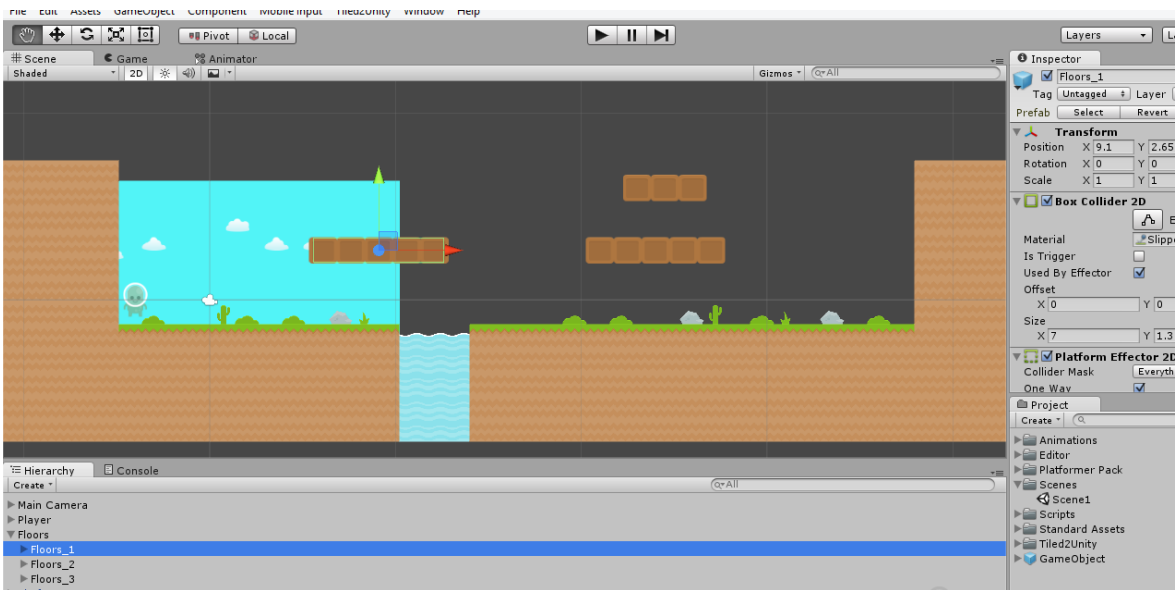 File Edit Assets GameObject Component Mobile Input Tiled2Unity Window Help
Pivot Local Layers
# Scene Game Animator Inspector
Shaded 2D Gizmos All
Floors_1
Tag Untagged Layer
Prefab Select Revert
Transform
Position X 9.1 Y 2.65
Rotation X 0 Y 0
Scale X 1 Y 1
Box Collider 2D
Material Slippe
Is Trigger
Used By Effector
Offset
X 0 Y 0
Size
X 7 Y 1.3
Platform Effector 2D
Collider Mask Everyth
One Way
Project
Create
Animations
Editor
Platformer Pack
Scenes
Scene1
Scripts
Standard Assets
Tiled2Unity
GameObject
Hierarchy Console
Create All
Main Camera
Player
Floors
Floors_1
Floors_2
Floors_3